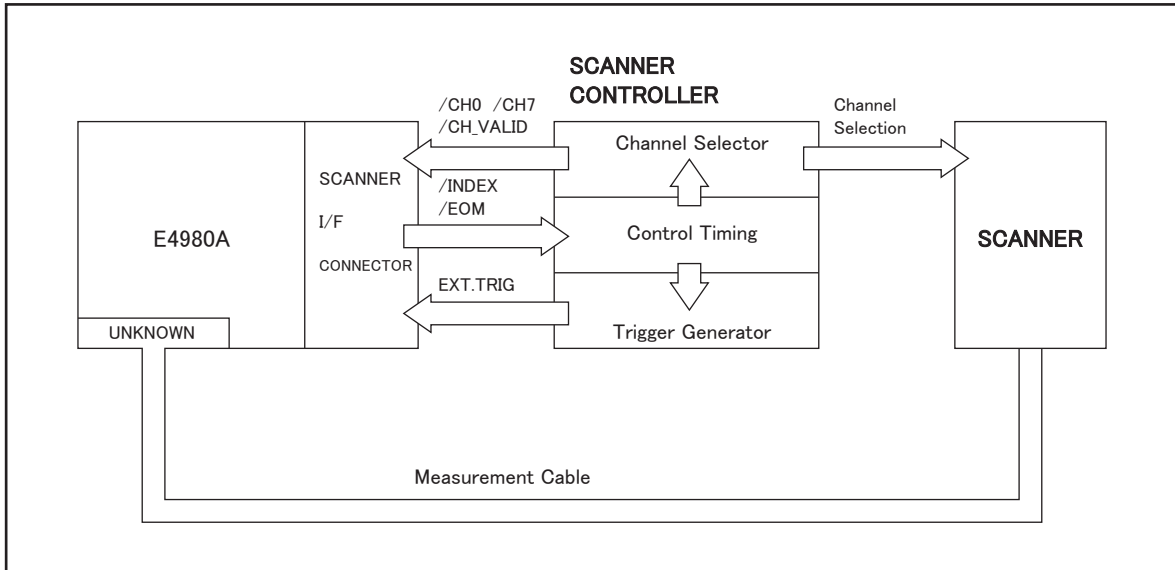 SCANNER
CONTROLLER
/CH0 /CH7
/CH_VALID
Channel
Selection
Channel Selector
SCANNER
/INDEX
/EOM
I/F
E4980A
Control Timing
SCANNER
CONNECTOR
EXT.TRIG
UNKNOWN
Trigger Generator
Measurement Cable